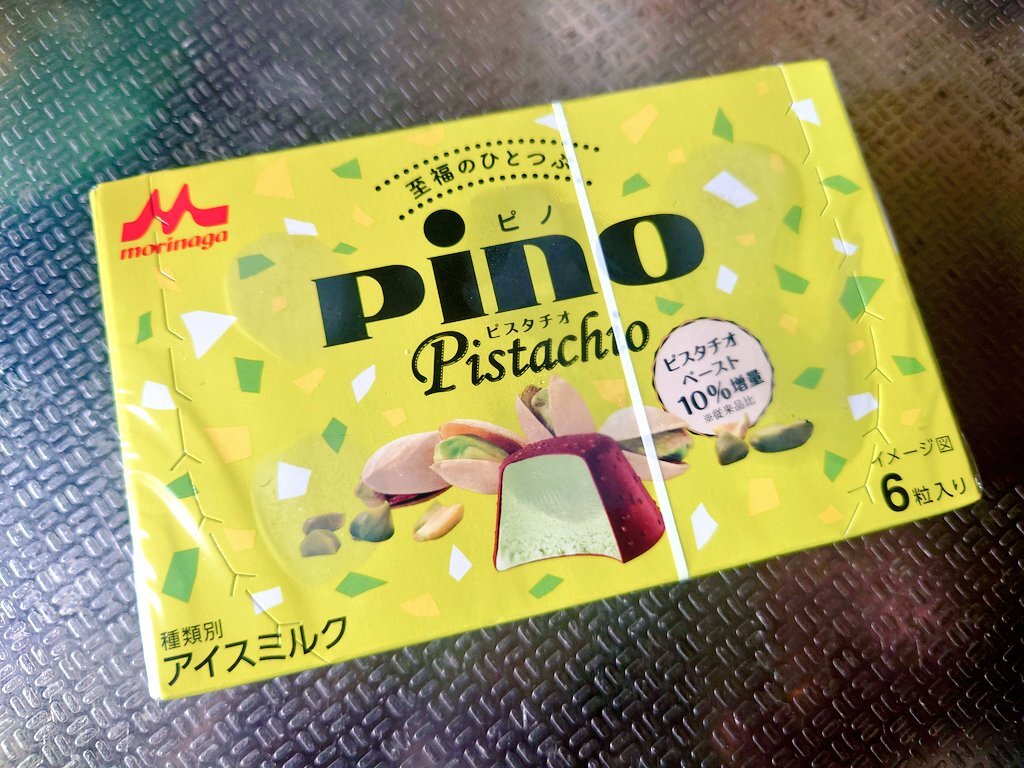 morinaga
至福のひとつぶ
ピノ
pino
ピスタチオ
Pistachio
ピスタチオ
ペースト
10%増量
※従来品比
イメージ図
6粒入り
種類別
アイスミルク